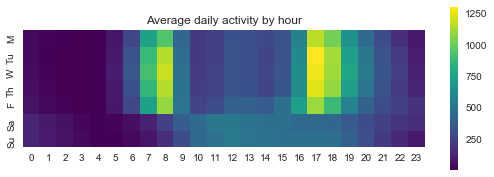 Average daily activity by hour
M
Tu
W
Th
F
Sa
Su
0 1 2 3 4 5 6 7 8 9 10 11 12 13 14 15 16 17 18 19 20 21 22 23
1250
1000
750
500
250